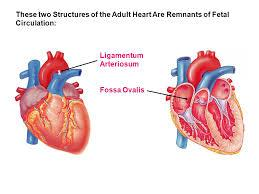 These two Structures of the Adult Heart Are Remnants of Fetal
Circulation:
Ligamentum
Arteriosum
Fossa Ovalis